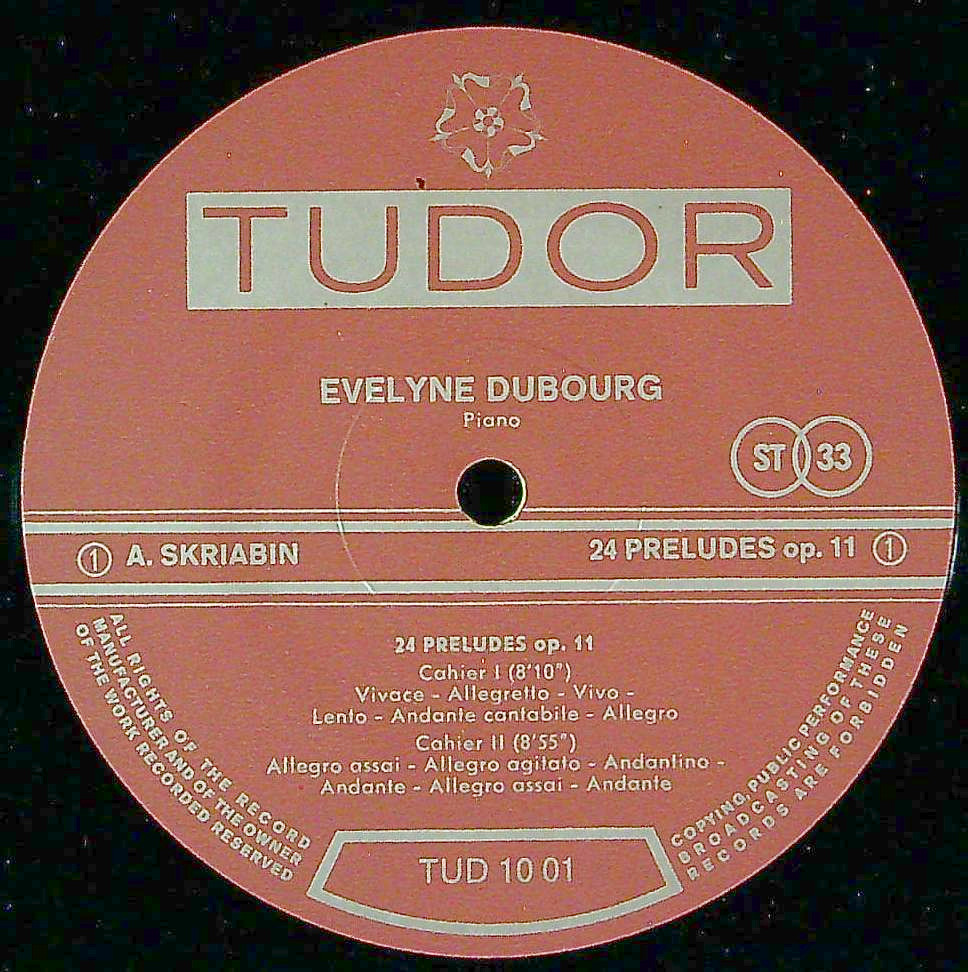 TUDOR
EVELYNE DUBOURG
Piano
ST 33
1 A. SKRIABIN 24 PRELUDES op. 11 1
24 PRELUDES op. 11
Cahier I (8'10")
Vivace - Allegretto - Vivo -
Lento - Andante cantabile - Allegro
Cahier II (8'55")
Allegro assai - Allegro agitato - Andantino -
Andante - Allegro assai - Andante
ALL RIGHTS OF THE RECORD
MANUFACTURER AND OF THE OWNER
OF THE WORK RECORDED RESERVED
COPYING, PUBLIC PERFORMANCE
BROADCASTING OF THESE
RECORDS ARE FORBIDDEN
TUD 10 01